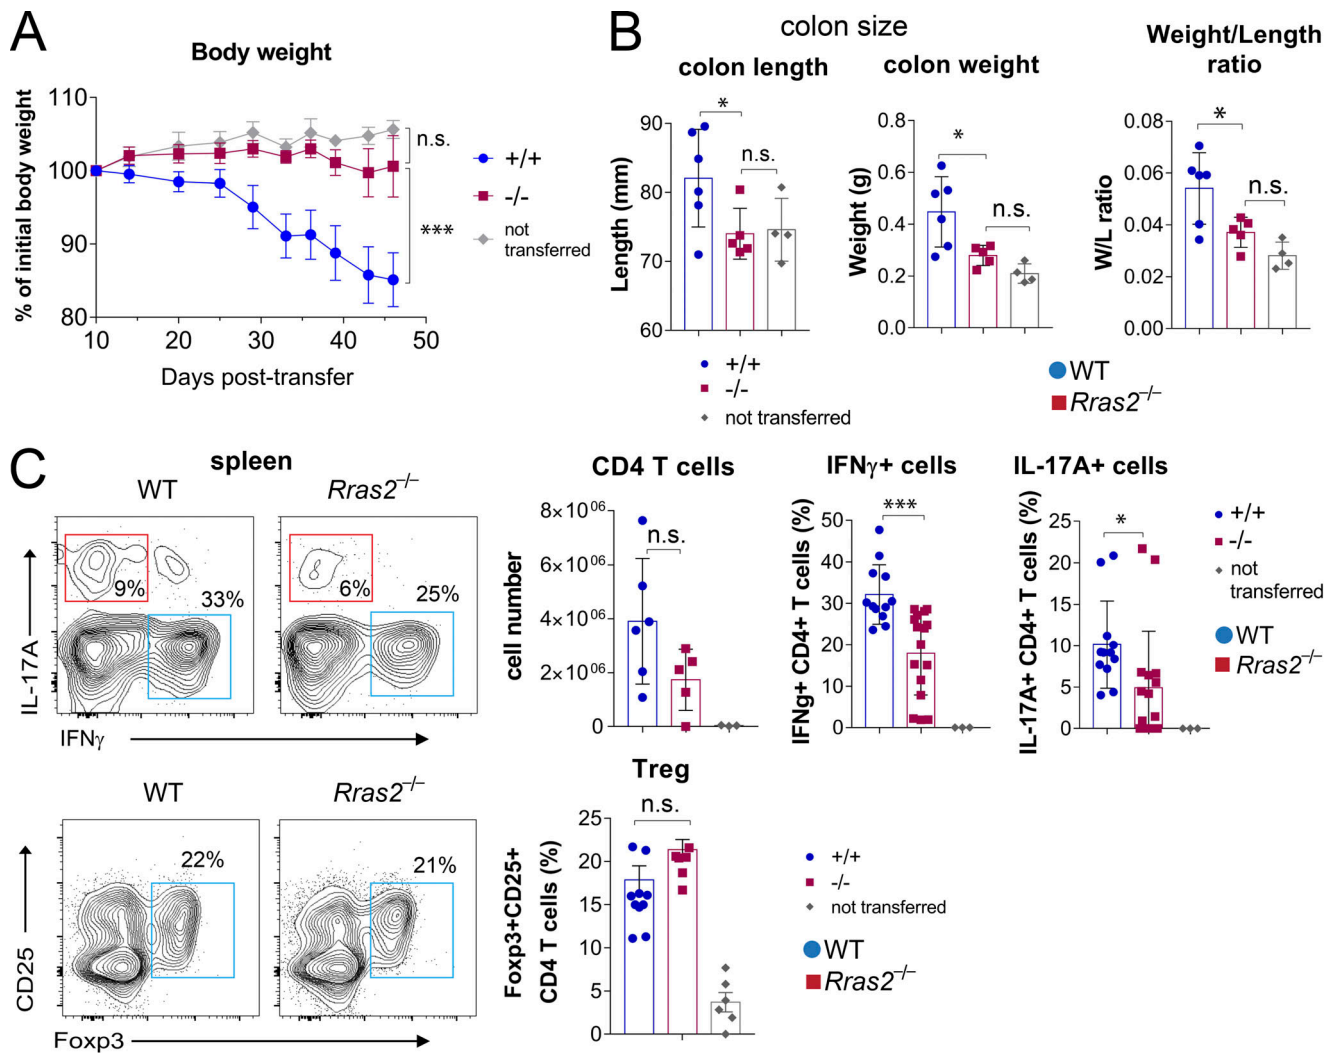 A
Body weight
% of initial body weight
110
100
90
80
10
20
30
40
50
Days post-transfer
n.s.
***
+/+
-/-
not
transferred
B
colon size
colon length
Length (mm)
90
80
70
60
*
n.s.
colon weight
Weight (g)
0.8
0.6
0.4
0.2
0.0
*
n.s.
Weight/Length
ratio
W/L ratio
0.08
0.06
0.04
0.02
0.00
*
n.s.
+/+
-/-
not transferred
WT
Rras2–/–
C
spleen
WT
Rras2–/–
9%
33%
6%
25%
IL-17A
IFNγ
CD4 T cells
cell number
8×10 06
6×10 06
4×10 06
2×10 06
0
n.s.
IFNγ+ cells
IFNg+ CD4+ T cells (%)
50
40
30
20
10
0
***
IL-17A+ cells
IL-17A+ CD4+ T cells (%)
25
20
15
10
5
0
*
+/+
-/-
not
transferred
WT
Rras2–/–
WT
Rras2–/–
22%
21%
CD25
Foxp3
Treg
Foxp3+CD25+
CD4 T cells (%)
25
20
15
10
5
0
n.s.
+/+
-/-
not transferred
WT
Rras2–/–